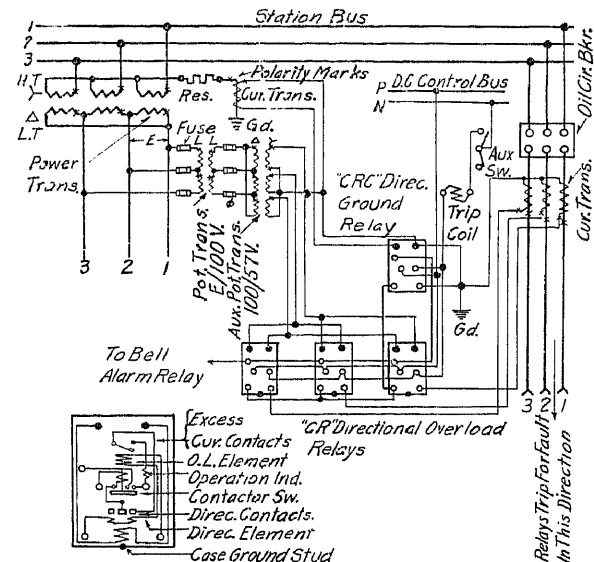 Station Bus
1
2
3
H.T.
Y
Δ
L.T
Res.
Polarity Marks
Cur. Trans.
P
N
D.C. Control Bus
Oil Cir. Bkr.
E
Fuse
L L
Gd.
Power
Trans.
Aux
Sw.
"CRC" Direc.
Ground
Relay
Trip
Coil
Cur. Trans.
3 2 1
Pot. Trans.
E/100 V.
Aux. Pot. Trans.
100/57V.
Gd.
To Bell
Alarm Relay
"CR" Directional Overload
Relays
3 2 1
Relays Trip For Fault
In This Direction
Excess
Cur. Contacts
O.L. Element
Operation Ind.
Contactor Sw.
Direc. Contacts.
Direc. Element
Case Ground Stud